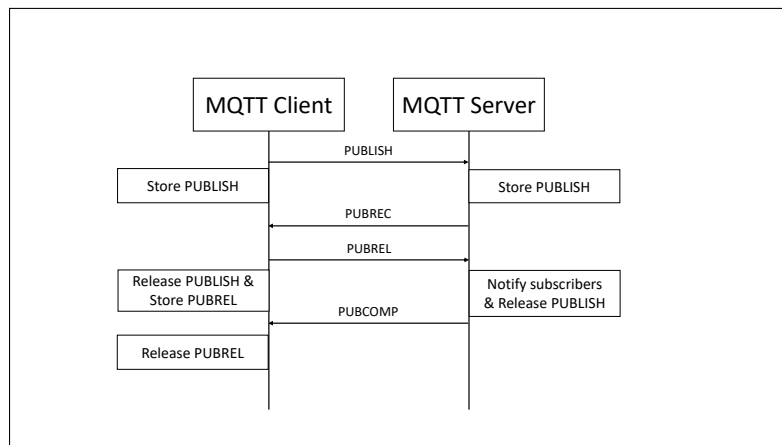 MQTT Client
MQTT Server
PUBLISH
Store PUBLISH
Store PUBLISH
PUBREC
PUBREL
Release PUBLISH &
Store PUBREL
Notify subscribers
& Release PUBLISH
PUBCOMP
Release PUBREL